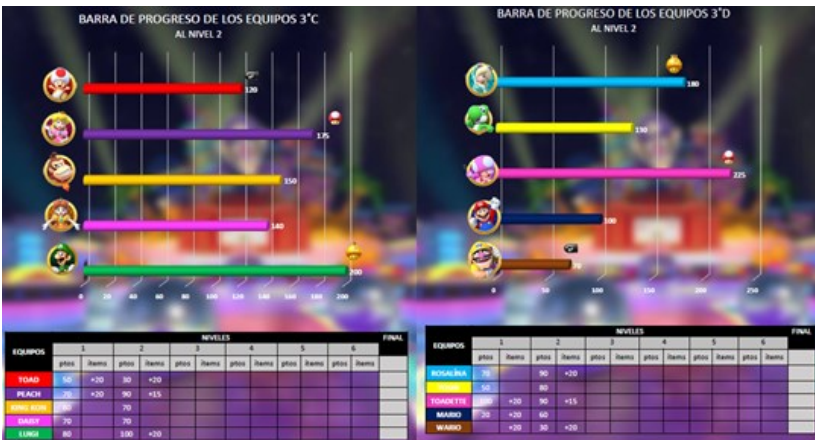 BARRA DE PROGRESO DE LOS EQUIPOS 3°C
AL NIVEL 2
120
175
150
140
200
0 20 40 60 80 100 120 140 160 180 200
NIVELES FINAL
EQUIPOS 1 2 3 4 5 6
ptos ítems ptos ítems ptos ítems ptos ítems ptos ítems ptos ítems
TOAD 50 +20 30 +20
PEACH 70 +20 90 +15
KING KON 80 70
DAISY 70 70
LUIGI 80 100 +20
BARRA DE PROGRESO DE LOS EQUIPOS 3°D
AL NIVEL 2
180
130
225
100
70
0 50 100 150 200 250
NIVELES FINAL
EQUIPOS 1 2 3 4 5 6
ptos ítems ptos ítems ptos ítems ptos ítems ptos ítems ptos ítems
ROSALINA 70 90 +20
50 80
TOADETTE 100 +20 90 +15
MARIO 20 +20 60
WARIO +20 30 +20